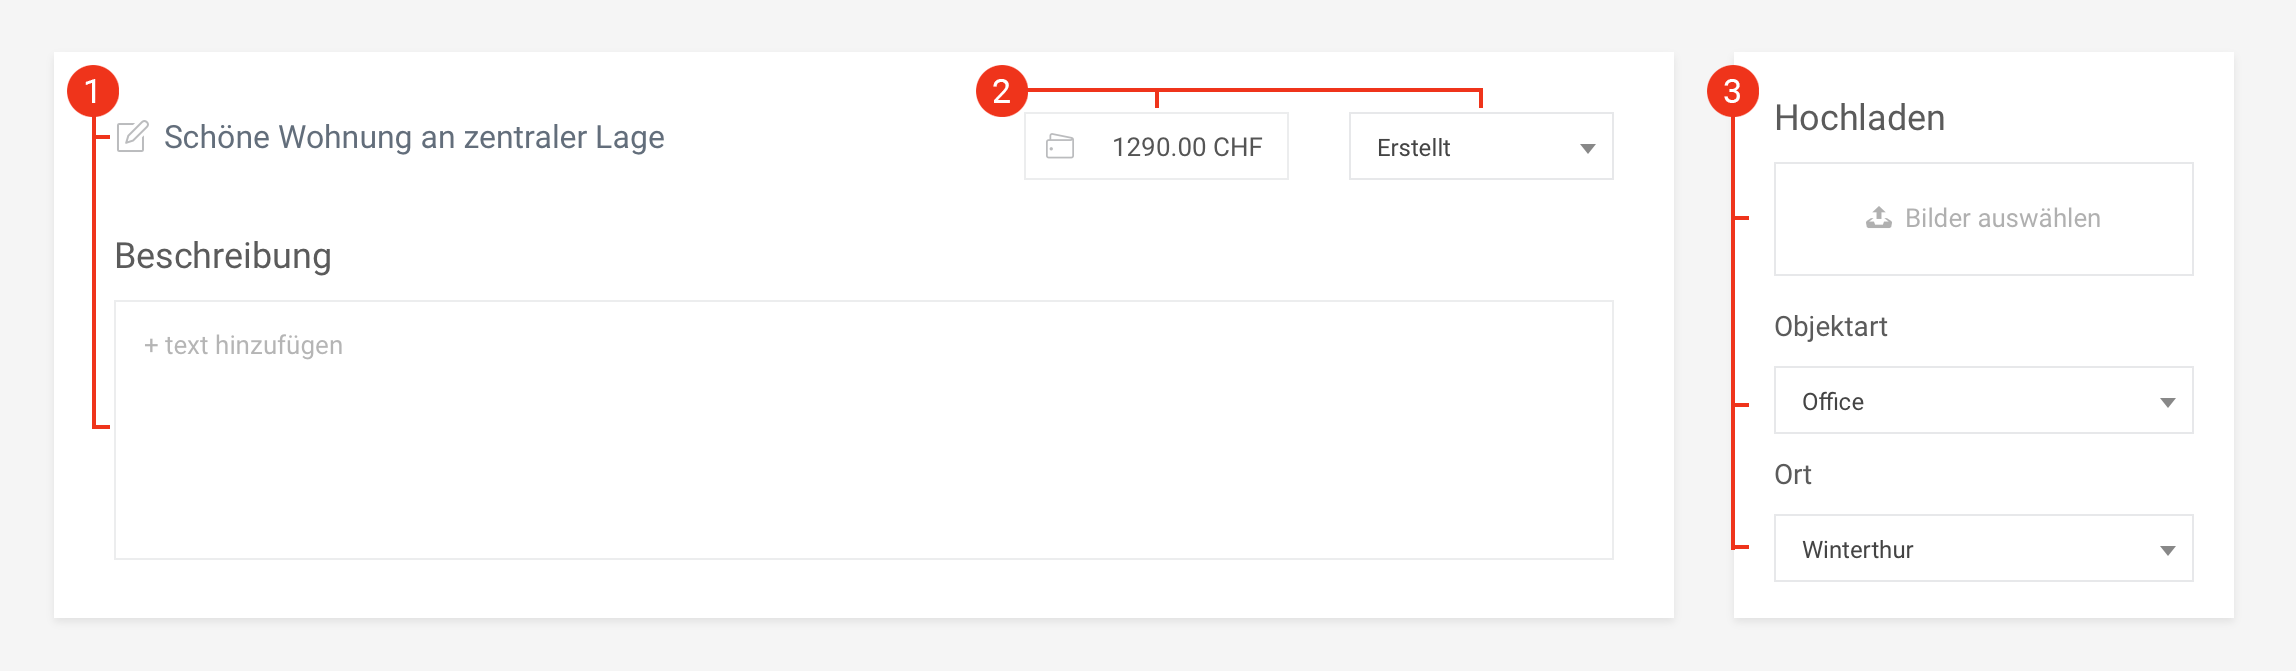 1
Schöne Wohnung an zentraler Lage
2
1290.00 CHF
Erstellt
Beschreibung
+ text hinzufügen
3
Hochladen
Bilder auswählen
Objektart
Office
Ort
Winterthur